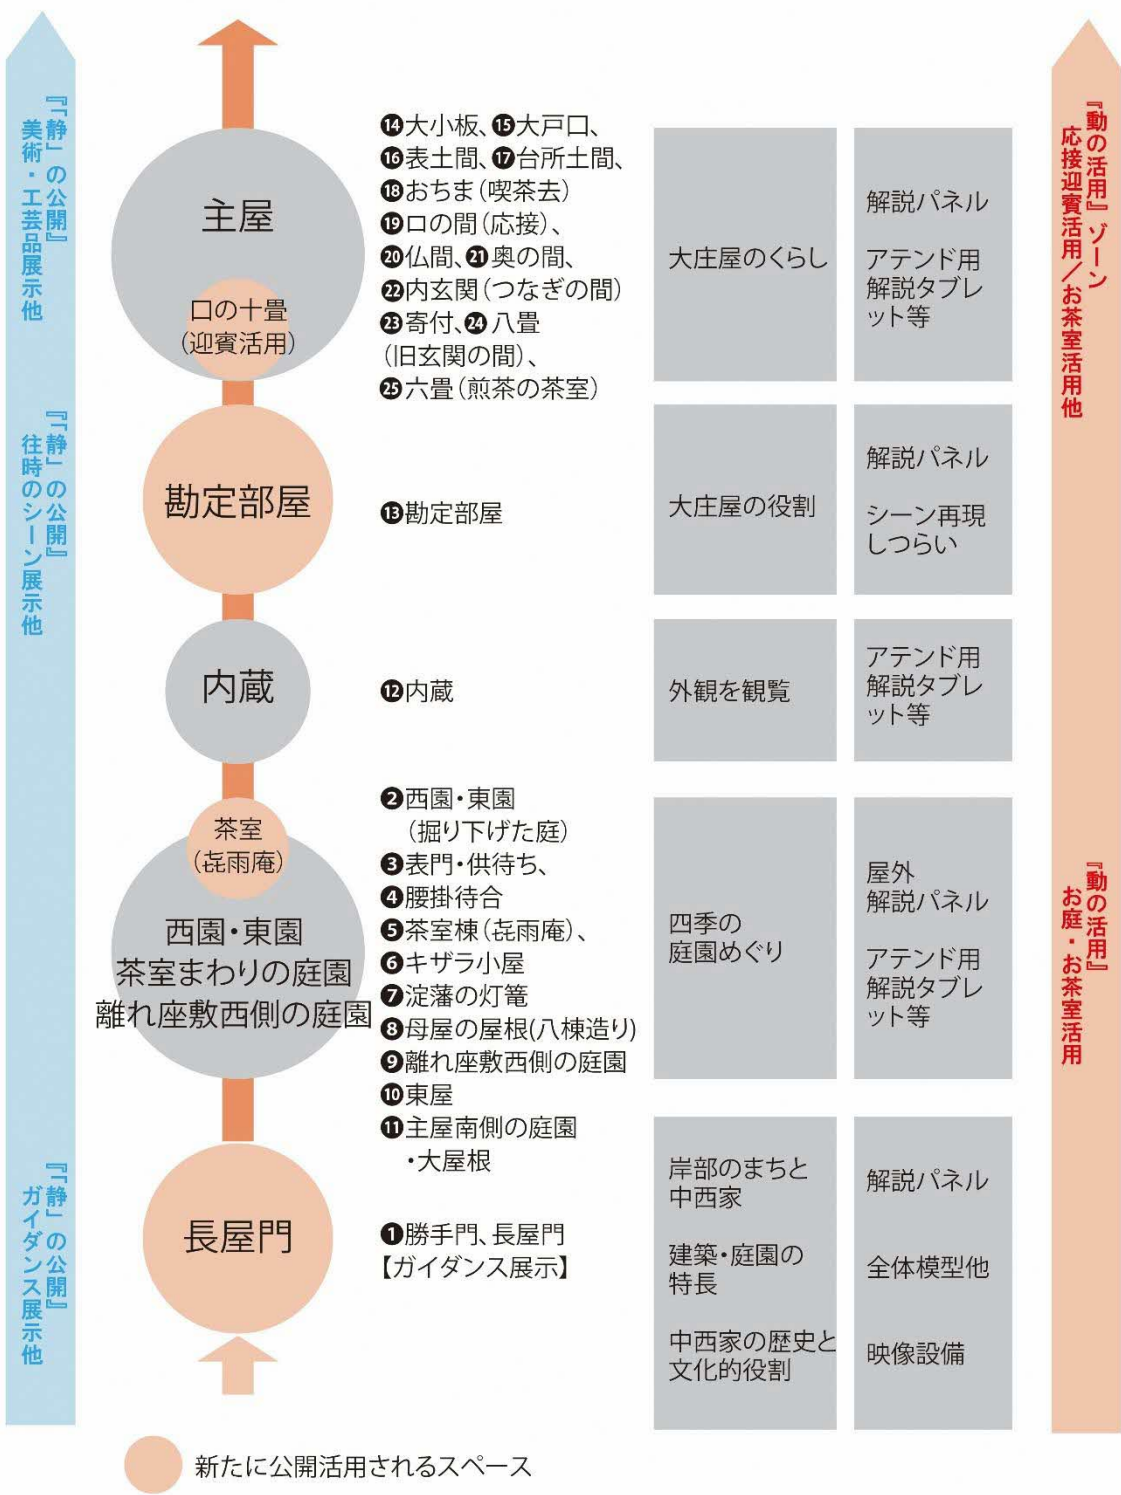 『「静」の公開』
美術・工芸品展示他
『「静」の公開』
往時のシーン展示他
『「静」の公開』
ガイダンス展示他
主屋
口の十畳
(迎賓活用)
⓮大小板、⓯大戸口、
⓰表土間、⓱台所土間、
⓲おちま(喫茶去)
⓳口の間(応接)、
⓴仏間、㉑奥の間、
㉒内玄関(つなぎの間)
㉓寄付、㉔八畳
(旧玄関の間)、
㉕六畳(煎茶の茶室)
大庄屋のくらし
解説パネル
アテンド用
解説タブレ
ット等
勘定部屋
⓭勘定部屋
大庄屋の役割
解説パネル
シーン再現
しつらい
内蔵
⓬内蔵
外観を観覧
アテンド用
解説タブレ
ット等
茶室
(㐂雨庵)
西園・東園
茶室まわりの庭園
離れ座敷西側の庭園
❷西園・東園
(掘り下げた庭)
❸表門・供待ち、
❹腰掛待合
❺茶室棟(㐂雨庵)、
❻キザラ小屋
❼淀藩の灯篭
❽母屋の屋根(八棟造り)
❾離れ座敷西側の庭園
❿東屋
⓫主屋南側の庭園
・大屋根
四季の
庭園めぐり
屋外
解説パネル
アテンド用
解説タブレ
ット等
長屋門
❶勝手門、長屋門
【ガイダンス展示】
岸部のまちと
中西家
建築・庭園の
特長
中西家の歴史と
文化的役割
解説パネル
全体模型他
映像設備
『動の活用』ゾーン
応接迎賓活用／お茶室活用他
『動の活用』
お庭・お茶室活用
新たに公開活用されるスペース